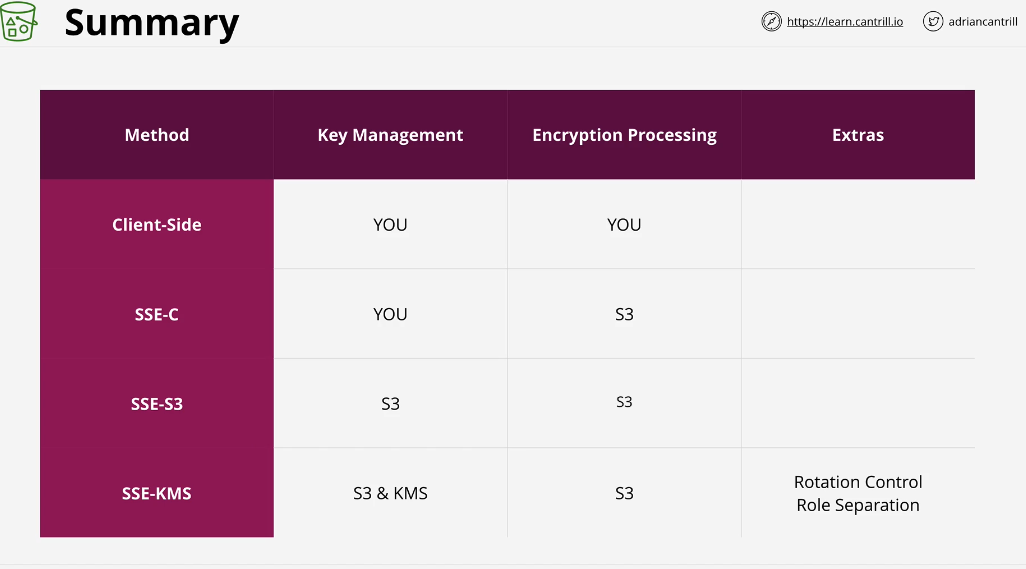 Summary
https://learn.cantrill.io
adriancantrill
Method
Key Management
Encryption Processing
Extras
Client-Side
YOU
YOU
SSE-C
YOU
S3
SSE-S3
S3
S3
SSE-KMS
S3 & KMS
S3
Rotation Control
Role Separation